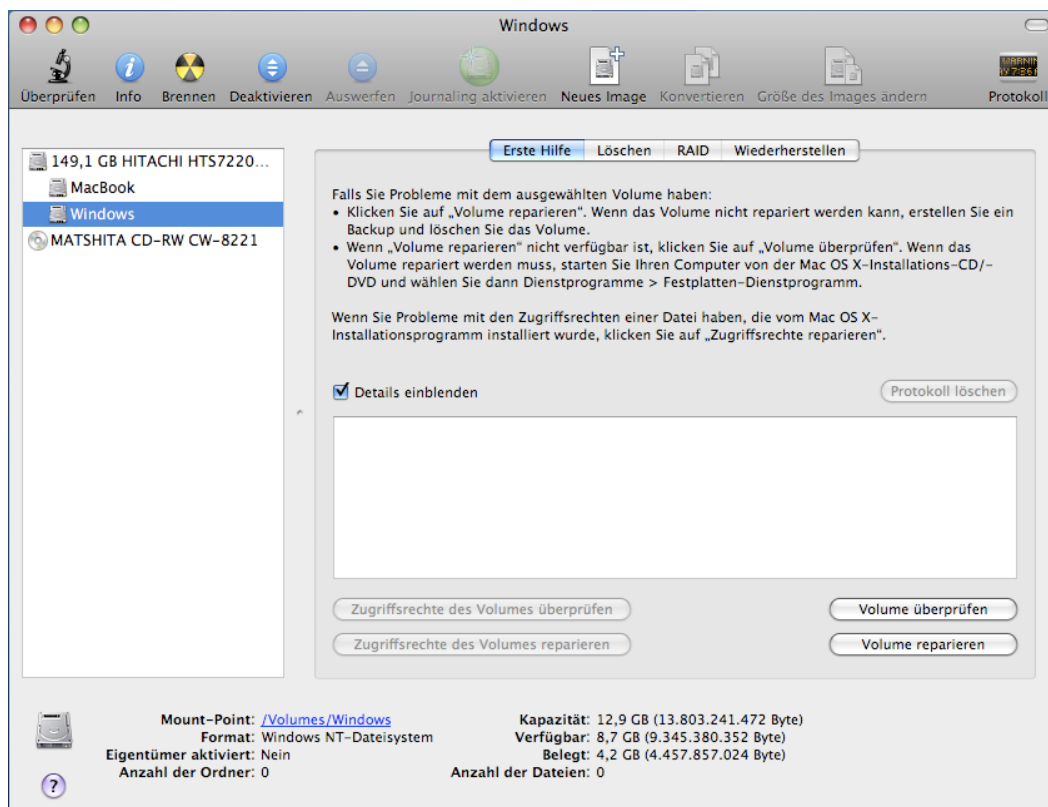 Windows
Überprüfen Info Brennen Deaktivieren Auswerfen Journaling aktivieren Neues Image Konvertieren Größe des Images ändern Protokoll
149,1 GB HITACHI HTS7220...
MacBook
Windows
MATSHITA CD-RW CW-8221
Erste Hilfe Löschen RAID Wiederherstellen
Falls Sie Probleme mit dem ausgewählten Volume haben:
• Klicken Sie auf „Volume reparieren“. Wenn das Volume nicht repariert werden kann, erstellen Sie ein
Backup und löschen Sie das Volume.
• Wenn „Volume reparieren“ nicht verfügbar ist, klicken Sie auf „Volume überprüfen“. Wenn das
Volume repariert werden muss, starten Sie Ihren Computer von der Mac OS X-Installations-CD/-
DVD und wählen Sie dann Dienstprogramme > Festplatten-Dienstprogramm.
Wenn Sie Probleme mit den Zugriffsrechten einer Datei haben, die vom Mac OS X-
Installationsprogramm installiert wurde, klicken Sie auf „Zugriffsrechte reparieren“.
Details einblenden
Protokoll löschen
Zugriffsrechte des Volumes überprüfen
Volume überprüfen
Zugriffsrechte des Volumes reparieren
Volume reparieren
Mount-Point: /Volumes/Windows
Format: Windows NT-Dateisystem
Eigentümer aktiviert: Nein
Anzahl der Ordner: 0
Kapazität: 12,9 GB (13.803.241.472 Byte)
Verfügbar: 8,7 GB (9.345.380.352 Byte)
Belegt: 4,2 GB (4.457.857.024 Byte)
Anzahl der Dateien: 0
?